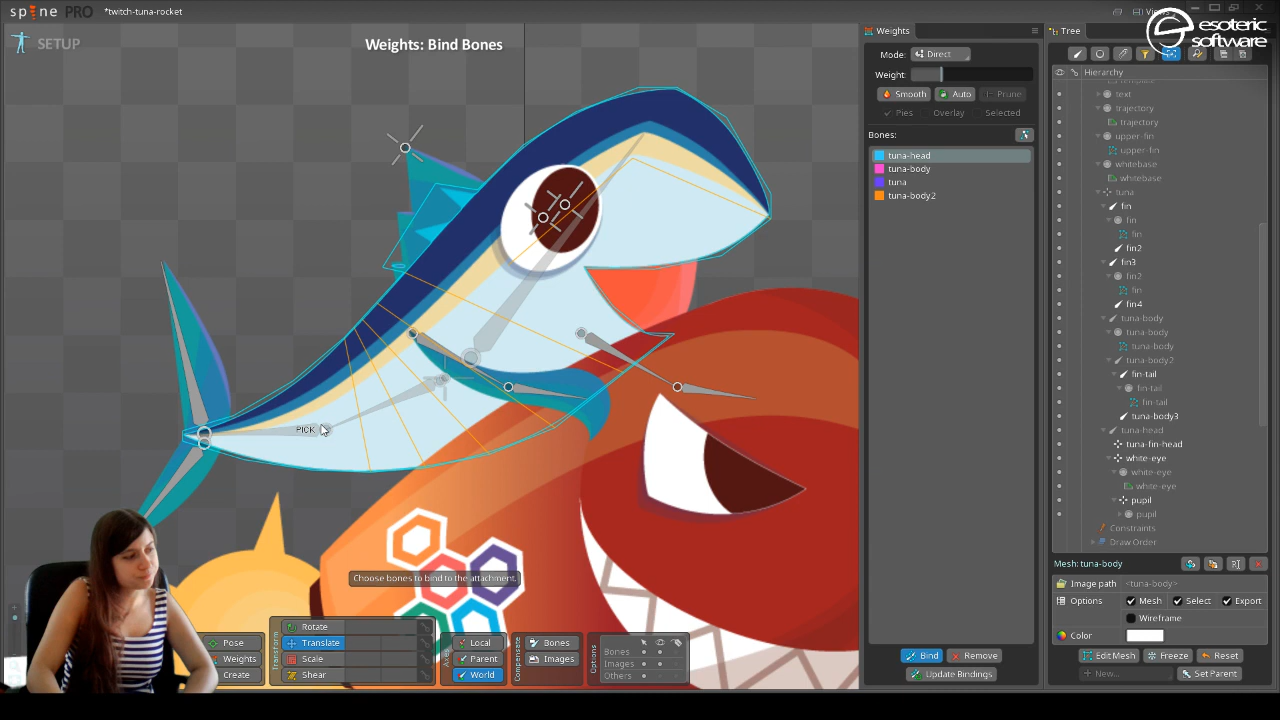 spine PRO
*twitch-tuna-rocket
Views
esoteric
software
SETUP
Weights: Bind Bones
PICK
Choose bones to bind to the attachment.
Pose
Weights
Create
Transform
Rotate
Translate
Scale
Shear
Axes
Local
Parent
World
Compensate
Bones
Images
Options
Bones
Images
Others
Weights
Mode:
Direct
Weight:
Smooth
Auto
Prune
Pies
Overlay
Selected
Bones:
tuna-head
tuna-body
tuna
tuna-body2
Bind
Remove
Update Bindings
Tree
Hierarchy
text
trajectory
trajectory
upper-fin
upper-fin
whitebase
whitebase
tuna
fin
fin
fin
fin2
fin3
fin2
fin
fin4
tuna-body
tuna-body
tuna-body
tuna-body2
fin-tail
fin-tail
fin-tail
tuna-body3
tuna-head
tuna-fin-head
white-eye
white-eye
white-eye
pupil
pupil
Constraints
Draw Order
Mesh: tuna-body
Image path
<tuna-body>
Options
Mesh
Select
Export
Wireframe
Color
Edit Mesh
Freeze
Reset
New...
Set Parent